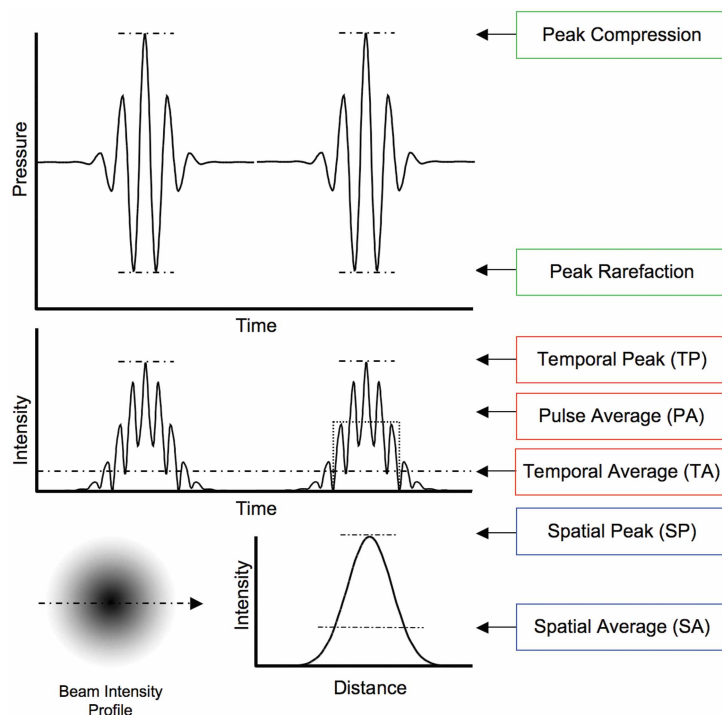 Peak Compression
Pressure
Peak Rarefaction
Time
Temporal Peak (TP)
Intensity
Pulse Average (PA)
Temporal Average (TA)
Time
Spatial Peak (SP)
Intensity
Spatial Average (SA)
Beam Intensity
Profile
Distance